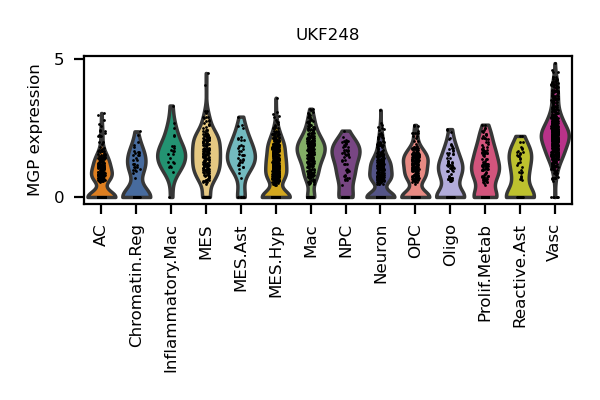 UKF248
MGP expression
5
0
AC
Chromatin.Reg
Inflammatory.Mac
MES
MES.Ast
MES.Hyp
Mac
NPC
Neuron
OPC
Oligo
Prolif.Metab
Reactive.Ast
Vasc